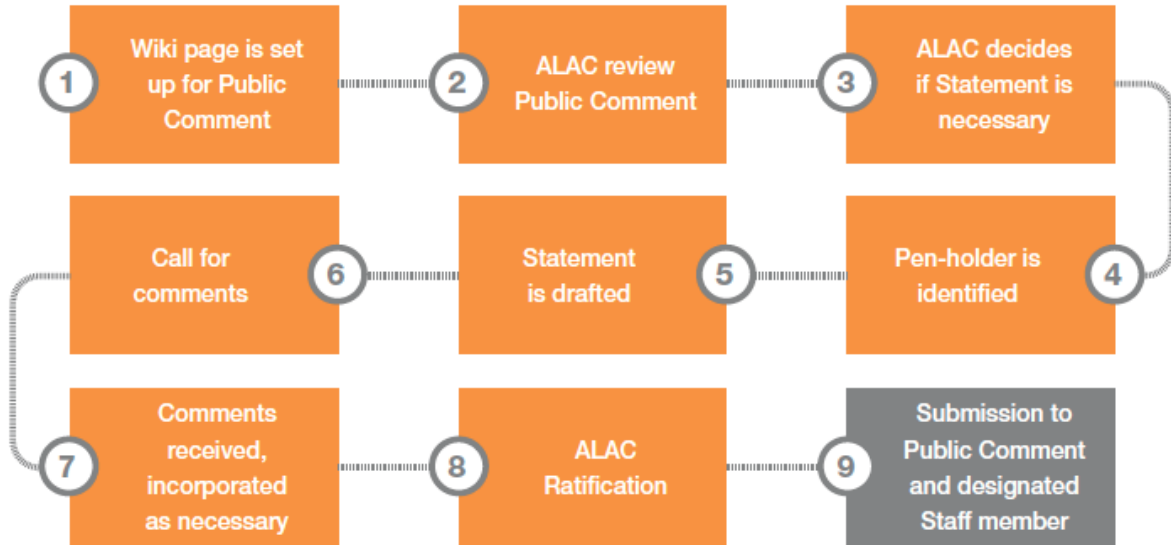 1
Wiki page is set
up for Public
Comment
2
ALAC review
Public Comment
3
ALAC decides
if Statement is
necessary
4
Pen-holder is
identified
5
Statement
is drafted
6
Call for
comments
7
Comments
received,
incorporated
as necessary
8
ALAC
Ratification
9
Submission to
Public Comment
and designated
Staff member